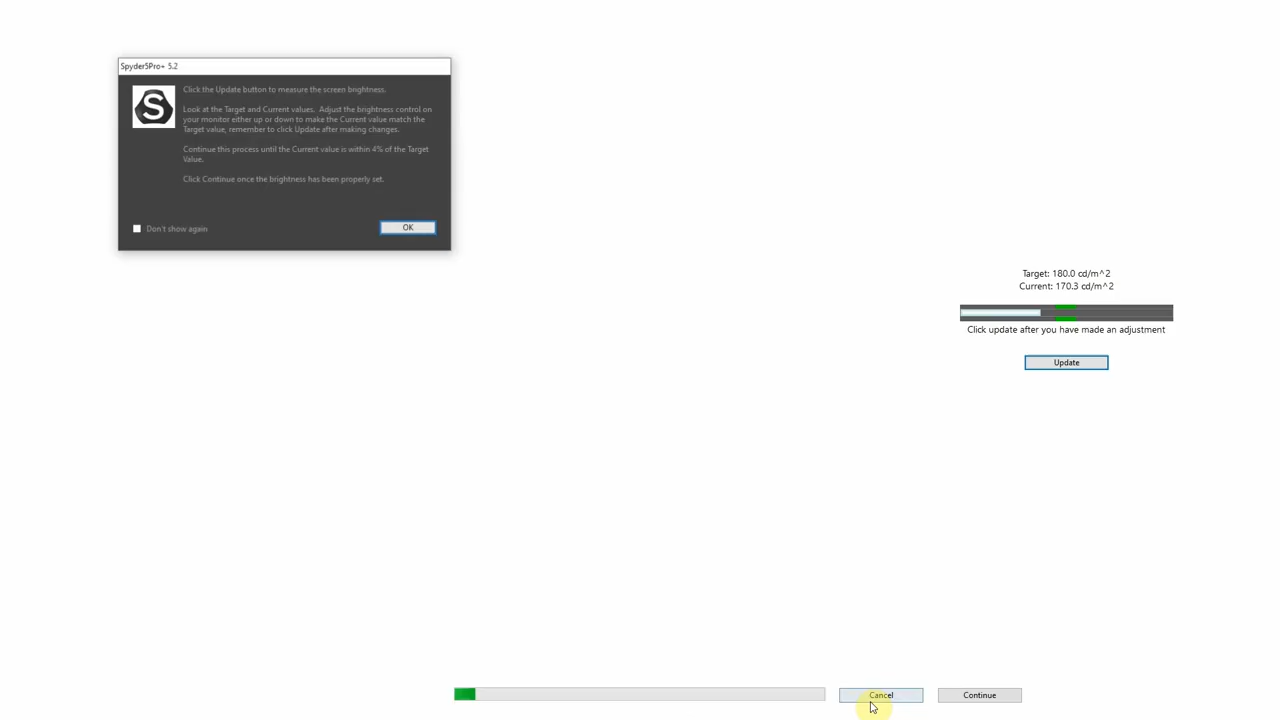 Spyder5Pro+ 5.2
Click the Update button to measure the screen brightness.
Look at the Target and Current values.  Adjust the brightness control on
your monitor either up or down to make the Current value match the
Target value, remember to click Update after making changes.
Continue this process until the Current value is within 4% of the Target
Value.
Click Continue once the brightness has been properly set.
Don't show again
OK
Target: 180.0 cd/m^2
Current: 170.3 cd/m^2
Click update after you have made an adjustment
Update
Cancel
Continue